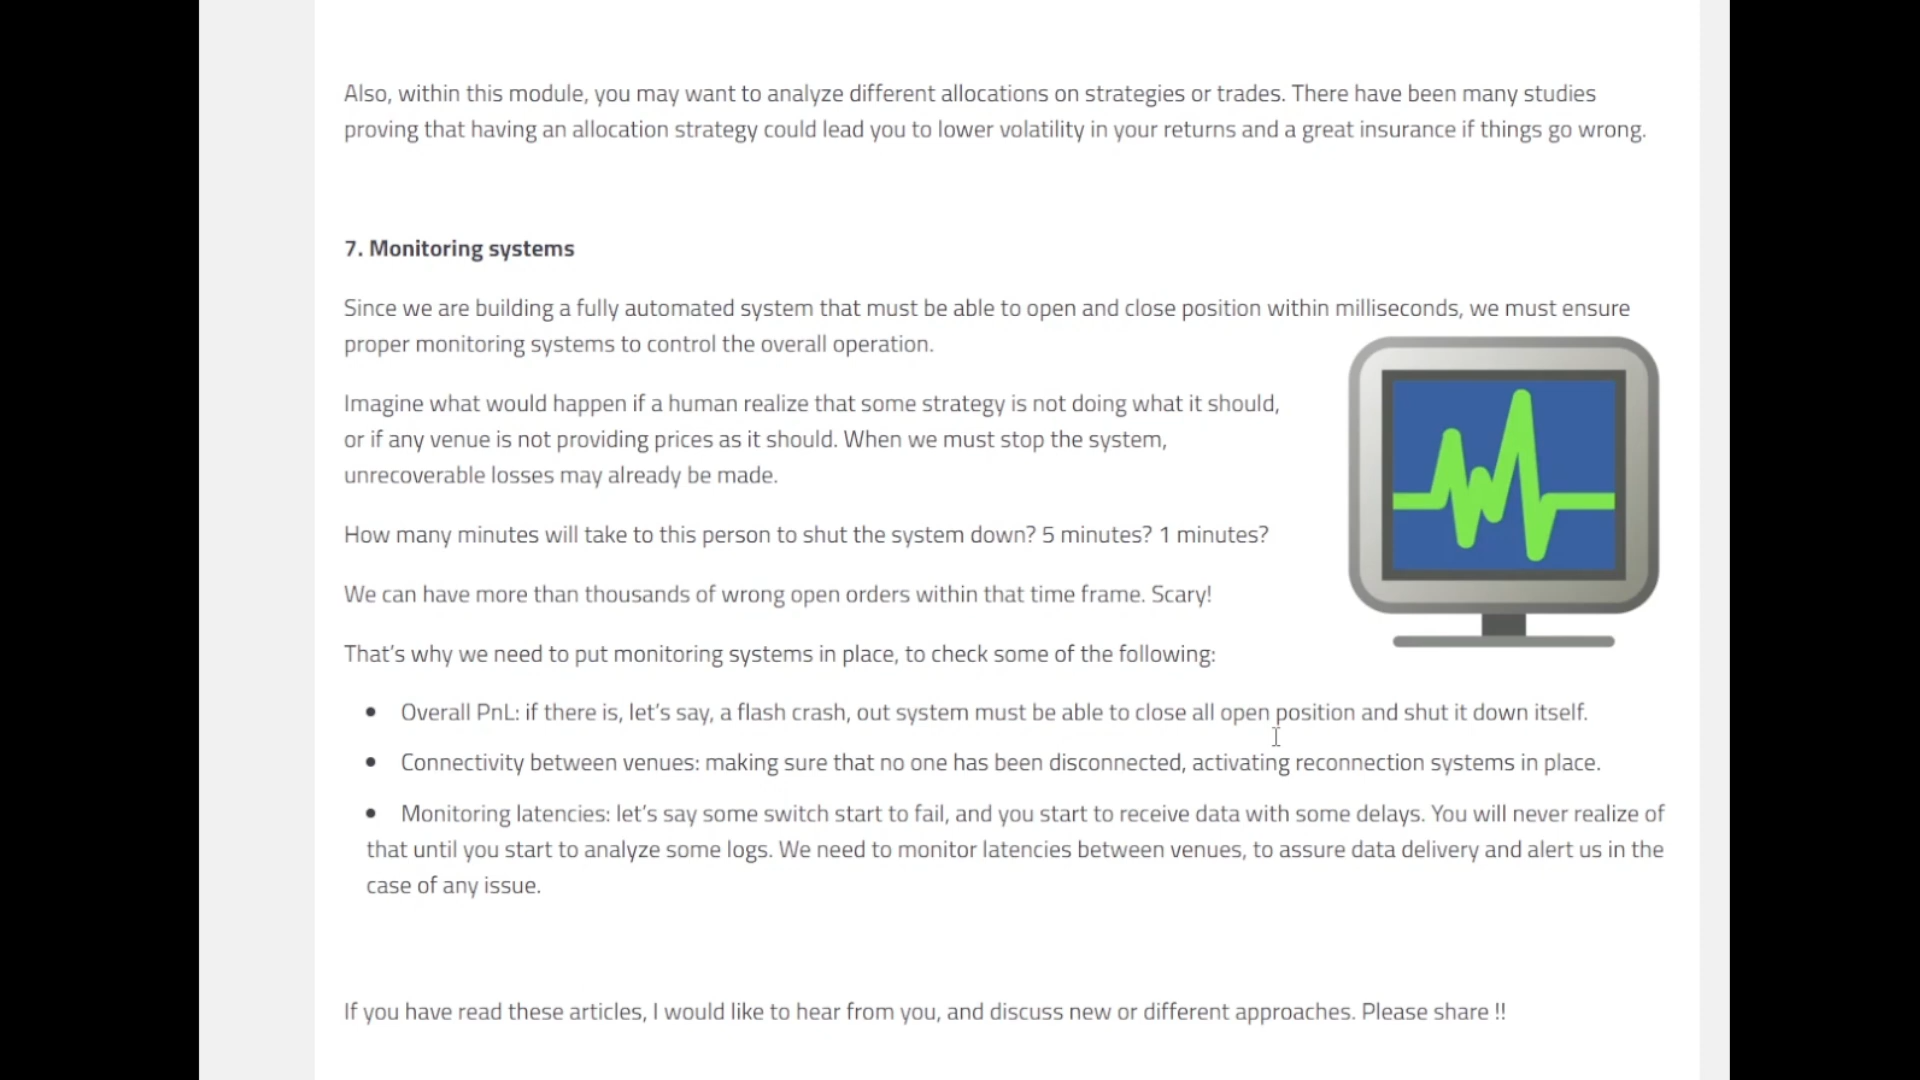 Also, within this module, you may want to analyze different allocations on strategies or trades. There have been many studies
proving that having an allocation strategy could lead you to lower volatility in your returns and a great insurance if things go wrong.
7. Monitoring systems
Since we are building a fully automated system that must be able to open and close position within milliseconds, we must ensure
proper monitoring systems to control the overall operation.
Imagine what would happen if a human realize that some strategy is not doing what it should,
or if any venue is not providing prices as it should. When we must stop the system,
unrecoverable losses may already be made.
How many minutes will take to this person to shut the system down? 5 minutes? 1 minutes?
We can have more than thousands of wrong open orders within that time frame. Scary!
That’s why we need to put monitoring systems in place, to check some of the following:
• Overall PnL: if there is, let’s say, a flash crash, out system must be able to close all open position and shut it down itself.
• Connectivity between venues: making sure that no one has been disconnected, activating reconnection systems in place.
• Monitoring latencies: let’s say some switch start to fail, and you start to receive data with some delays. You will never realize of
that until you start to analyze some logs. We need to monitor latencies between venues, to assure data delivery and alert us in the
case of any issue.
If you have read these articles, I would like to hear from you, and discuss new or different approaches. Please share !!